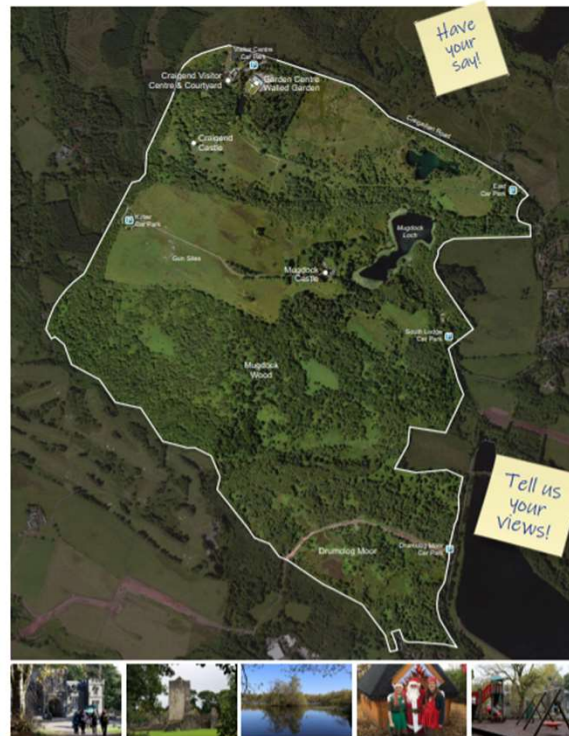 Have
your
say!
Visitor Centre
Car Park
Craigend Visitor
Centre & Courtyard
Garden Centre
Walled Garden
Craigallian Road
Craigend
Castle
East
Car Park
Khyber
Car Park
Mugdock
Loch
Gun Sites
Mugdock
Castle
South Lodge
Car Park
Mugdock
Wood
Tell us
your
views!
Drumclog Moor
Drumclog Moor
Car Park